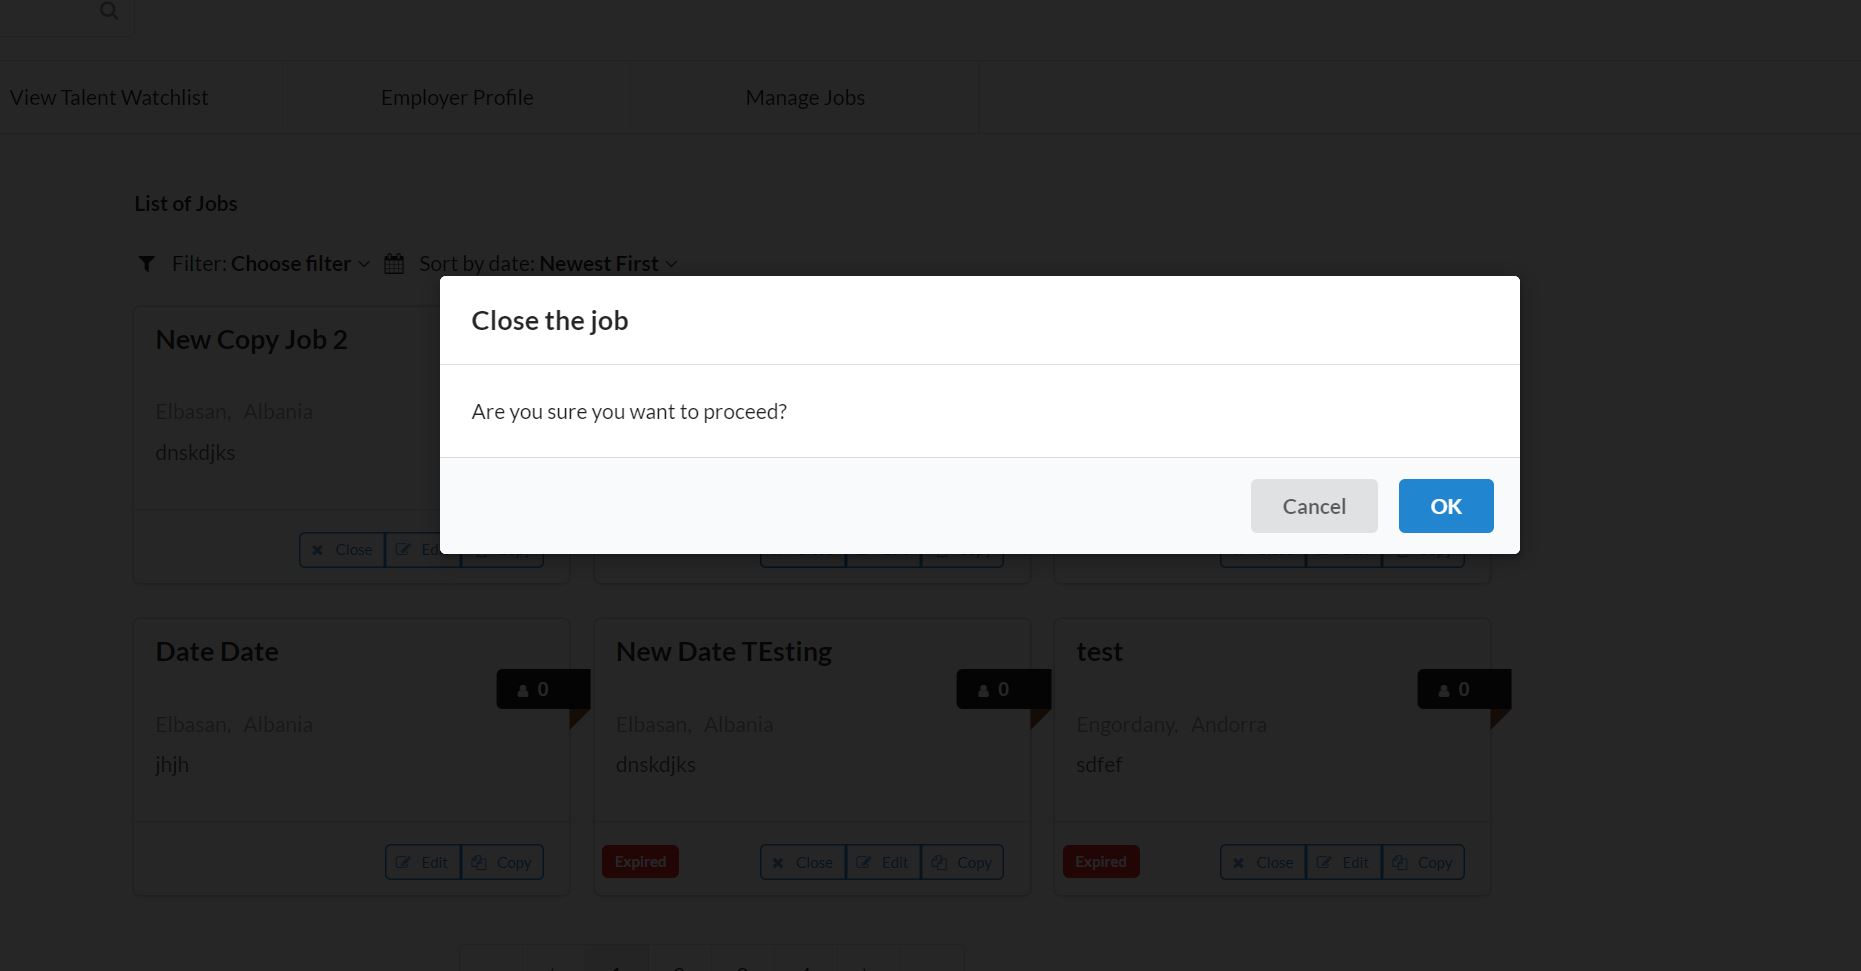 View Talent Watchlist
Employer Profile
Manage Jobs
List of Jobs
Filter: Choose filter
Sort by date: Newest First
Close the job
Are you sure you want to proceed?
Cancel
OK
New Copy Job 2
Elbasan, Albania
dnskdjks
Close
Date Date
0
Elbasan, Albania
jhjh
Edit
Copy
New Date TEsting
0
Elbasan, Albania
dnskdjks
Expired
Close
Edit
Copy
test
0
Engordany, Andorra
sdfef
Expired
Close
Edit
Copy